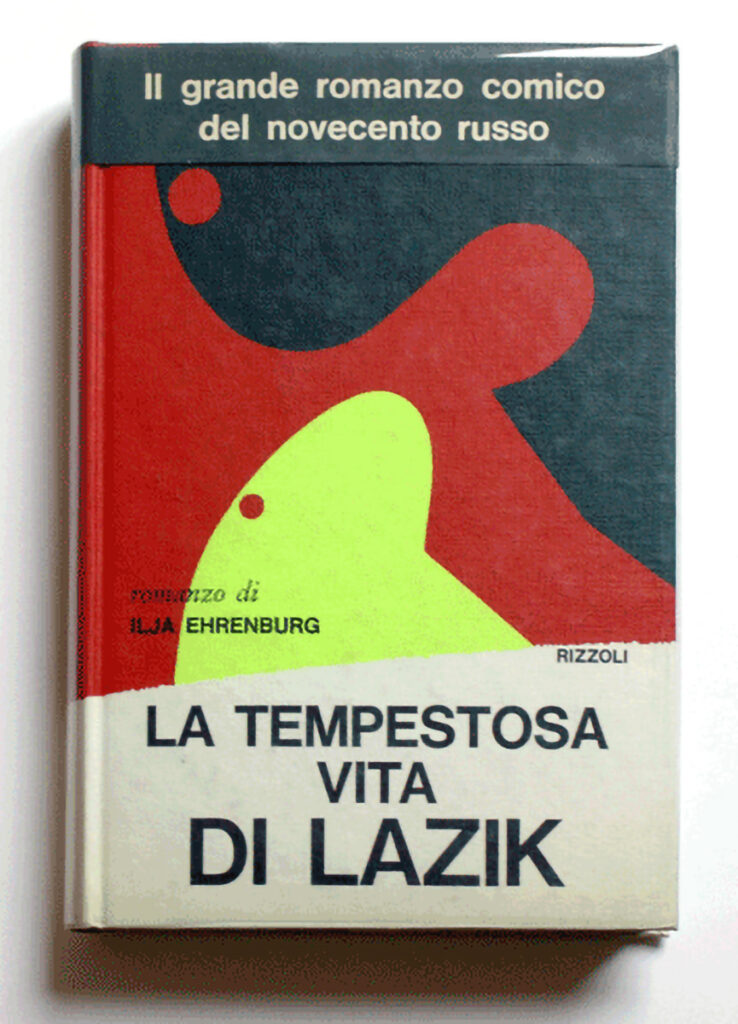 Il grande romanzo comico
del novecento russo
romanzo di
ILJA EHRENBURG
RIZZOLI
LA TEMPESTOSA
VITA
DI LAZIK